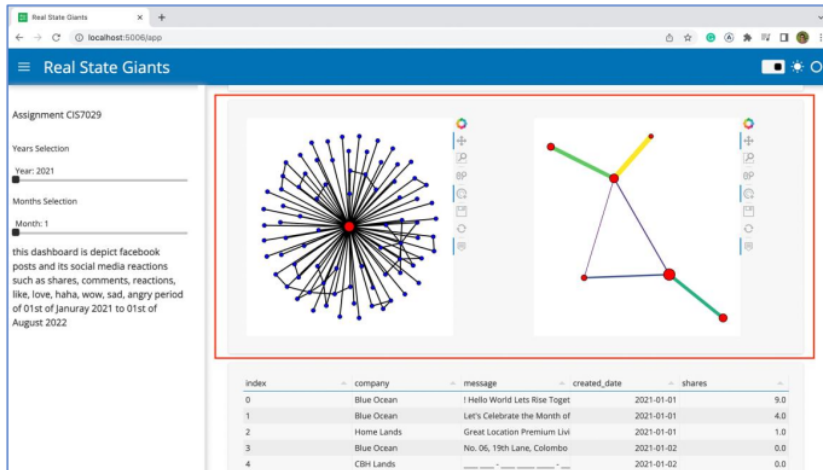 Real State Giants
localhost:5006/app
Real State Giants
Assignment CIS7029
Years Selection
Year: 2021
Months Selection
Month: 1
this dashboard is depict facebook
posts and its social media reactions
such as shares, comments, reactions,
like, love, haha, wow, sad, angry period
of 01st of Januray 2021 to 01st of
August 2022
index company message created_date shares
0 Blue Ocean ! Hello World Lets Rise Toget 2021-01-01 9.0
1 Blue Ocean Let's Celebrate the Month of 2021-01-01 4.0
2 Home Lands Great Location Premium Livi 2021-01-01 1.0
3 Blue Ocean No. 06, 19th Lane, Colombo 2021-01-02 0.0
4 CBH Lands 2021-01-02 0.0